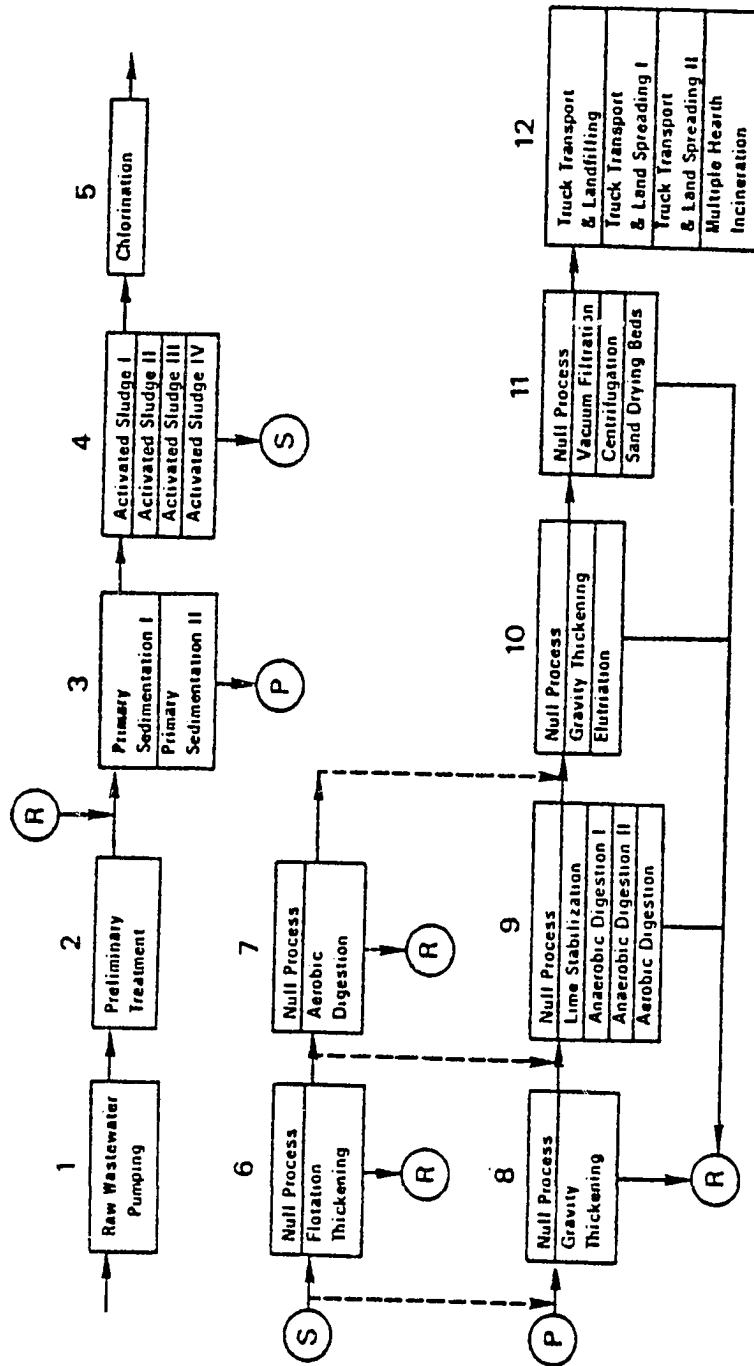 1
Raw Wastewater
Pumping
2
Preliminary
Treatment
R
3
Primary
Sedimentation I
Primary
Sedimentation II
P
4
Activated Sludge I
Activated Sludge II
Activated Sludge III
Activated Sludge IV
S
5
Chlorination
S
6
Null Process
Flotation
Thickening
R
7
Null Process
Aerobic
Digestion
R
P
8
Null Process
Gravity
Thickening
R
9
Null Process
Lime Stabilization
Anaerobic Digestion I
Anaerobic Digestion II
Aerobic Digestion
10
Null Process
Gravity Thickening
Elutriation
11
Null Process
Vacuum Filtration
Centrifugation
Sand Drying Beds
12
Truck Transport
& Landfilling
Truck Transport
& Land Spreading I
Truck Transport
& Land Spreading II
Multiple Hearth
Incineration